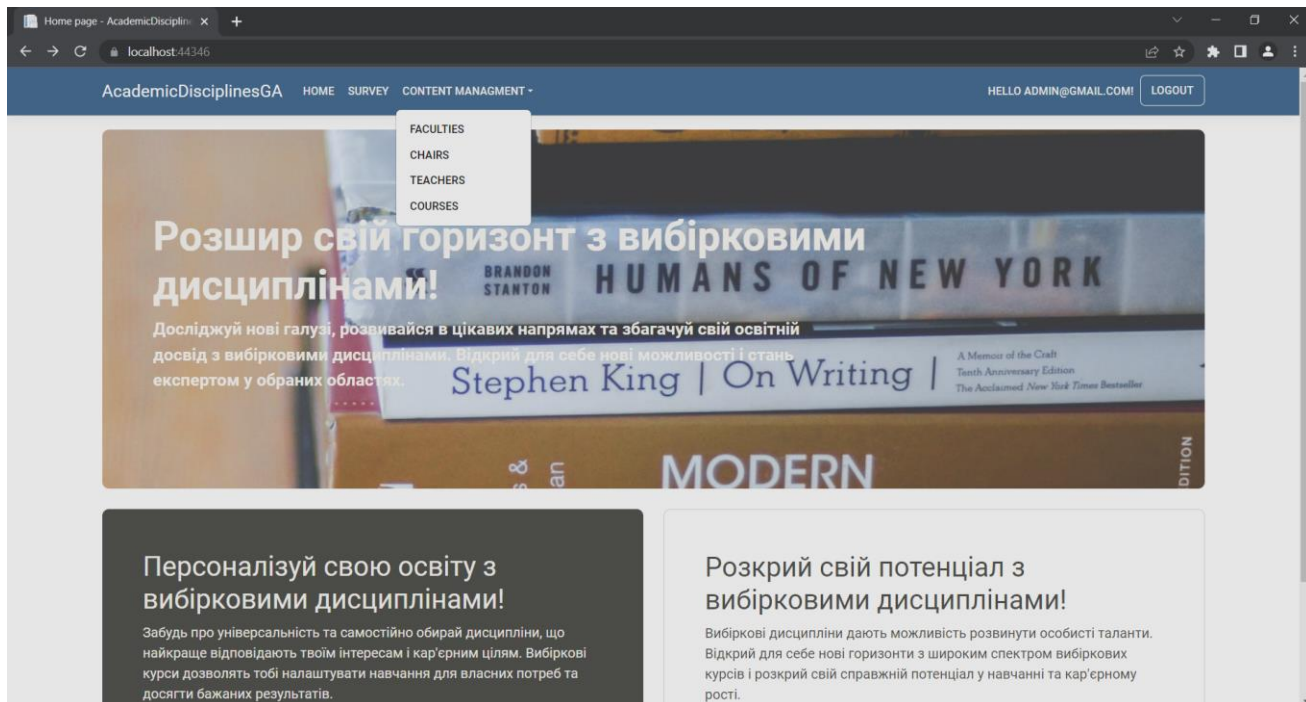 Home page - AcademicDisciplin
localhost:44346
AcademicDisciplinesGA HOME SURVEY CONTENT MANAGMENT HELLO ADMIN@GMAIL.COM! LOGOUT
FACULTIES
CHAIRS
TEACHERS
COURSES
Розшир свій горизонт з вибірковими
дисциплінами!
Досліджуй нові галузі, розвивайся в цікавих напрямах та збагачуй свій освітній
досвід з вибірковими дисциплінами. Відкрий для себе нові можливості і стань
експертом у обраних областях.
BRANDON
STANTON
HUMANS OF NEW YORK
Stephen King | On Writing |
A Memoir of the Craft
Tenth Anniversary Edition
The Acclaimed New York Times Bestseller
MODERN
DITION
Персоналізуй свою освіту з
вибірковими дисциплінами!
Забудь про універсальність та самостійно обирай дисципліни, що
найкраще відповідають твоїм інтересам і кар'єрним цілям. Вибіркові
курси дозволять тобі налаштувати навчання для власних потреб та
досягти бажаних результатів.
Розкрий свій потенціал з
вибірковими дисциплінами!
Вибіркові дисципліни дають можливість розвинути особисті таланти.
Відкрий для себе нові горизонти з широким спектром вибіркових
курсів і розкрий свій справжній потенціал у навчанні та кар'єрному
рості.